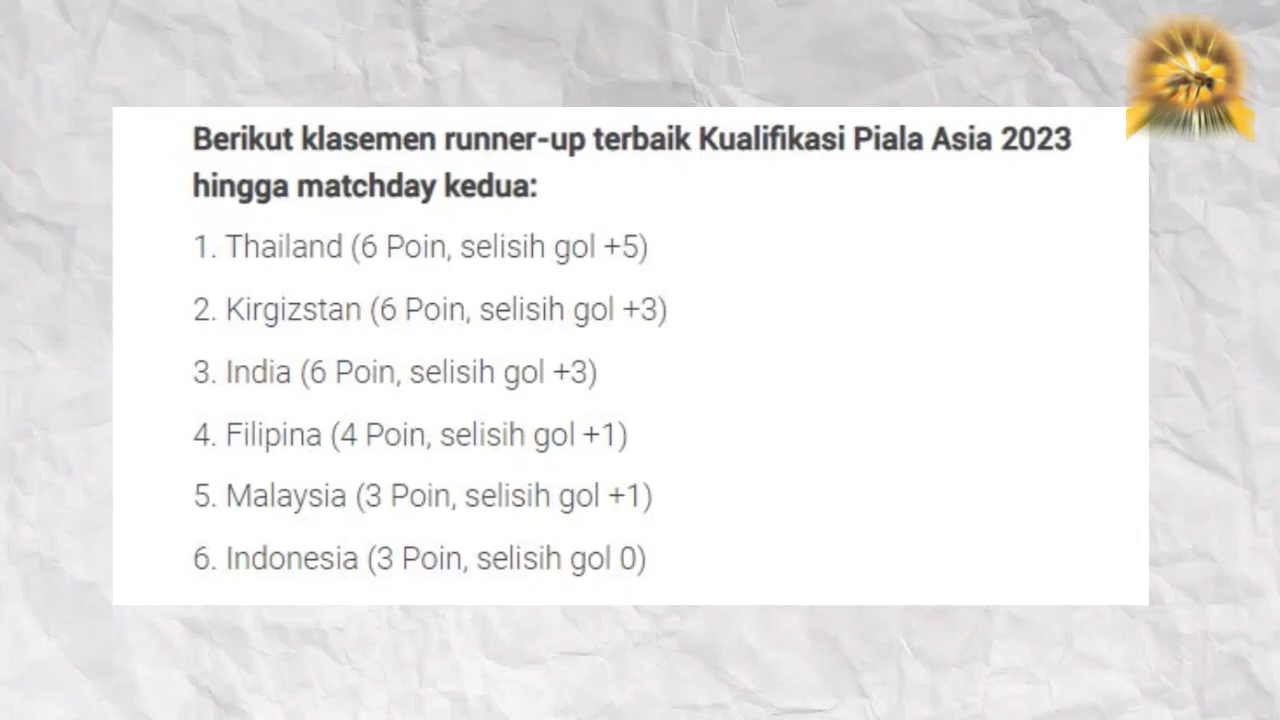 Berikut klasemen runner-up terbaik Kualifikasi Piala Asia 2023
hingga matchday kedua:
1. Thailand (6 Poin, selisih gol +5)
2. Kirgizstan (6 Poin, selisih gol +3)
3. India (6 Poin, selisih gol +3)
4. Filipina (4 Poin, selisih gol +1)
5. Malaysia (3 Poin, selisih gol +1)
6. Indonesia (3 Poin, selisih gol 0)